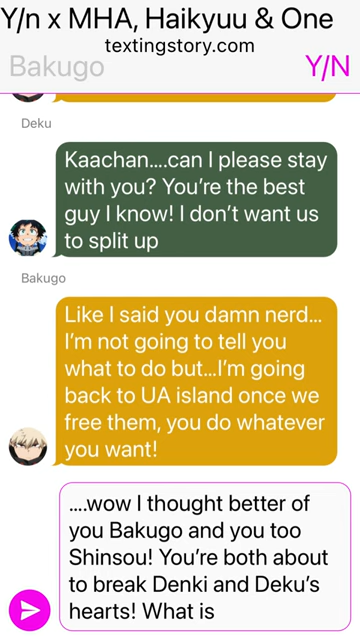 Y/n x MHA, Haikyuu & One
textingstory.com
Bakugo
Y/N
Deku
Kaachan....can I please stay
with you? You're the best
guy I know! I don't want us
to split up
Bakugo
Like I said you damn nerd...
I'm not going to tell you
what to do but...I'm going
back to UA island once we
free them, you do whatever
you want!
....wow I thought better of
you Bakugo and you too
Shinsou! You're both about
to break Denki and Deku's
hearts! What is